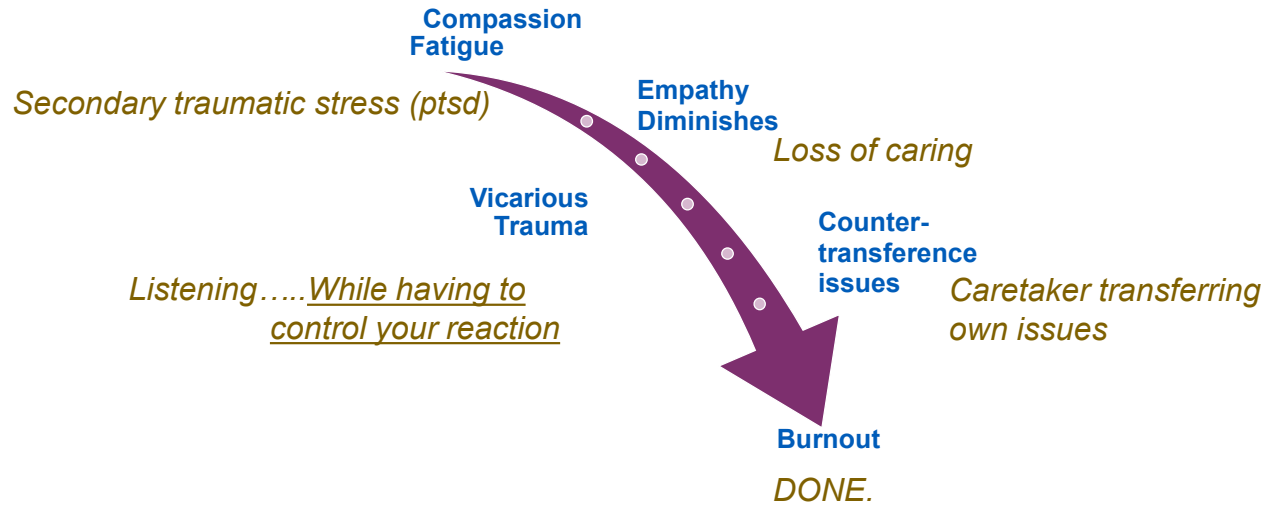 Compassion
Fatigue
Secondary traumatic stress (ptsd)
Empathy
Diminishes
Loss of caring
Vicarious
Trauma
Listening…..While having to
control your reaction
Counter-
transference
issues
Caretaker transferring
own issues
Burnout
DONE.